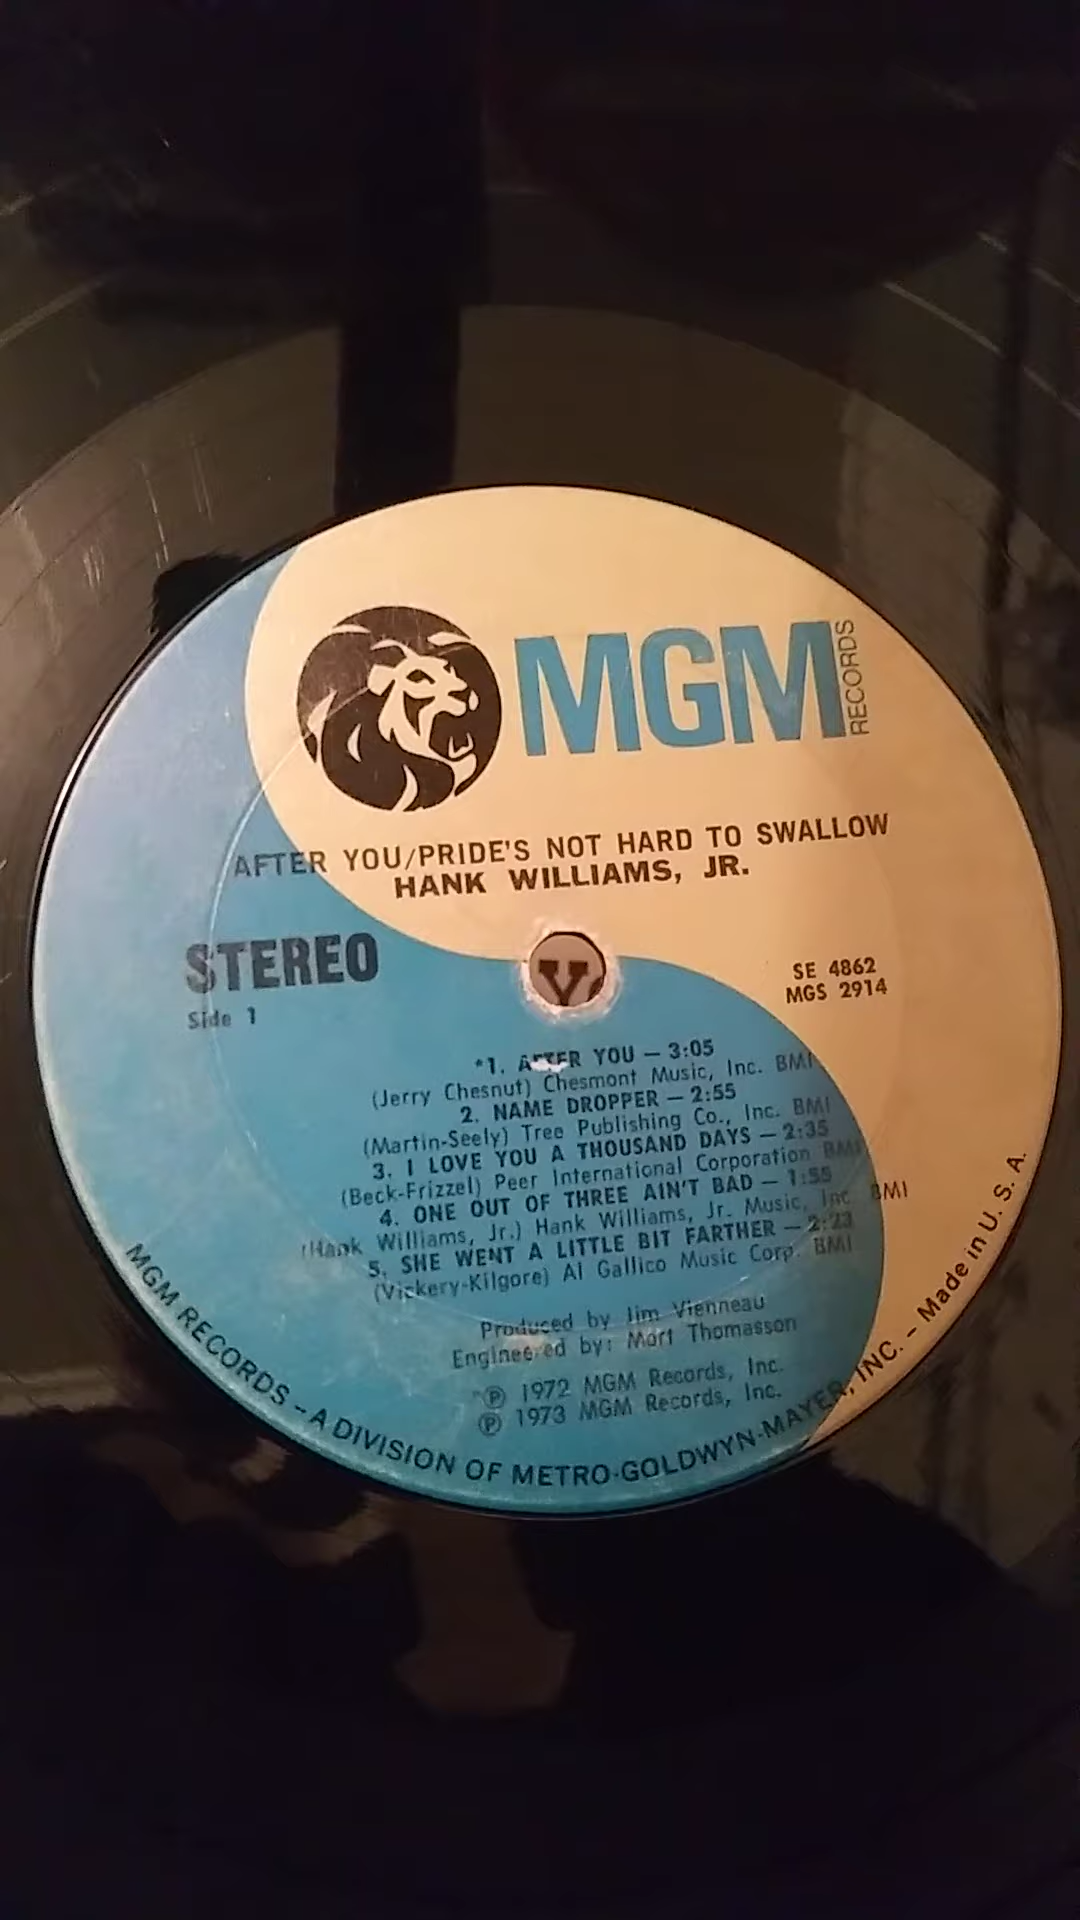 MGM RECORDS
AFTER YOU/PRIDE'S NOT HARD TO SWALLOW
HANK WILLIAMS, JR.
STEREO
Side 1
SE 4862
MGS 2914
*1. AFTER YOU — 3:05
(Jerry Chesnut) Chesmont Music, Inc. BMI
2. NAME DROPPER — 2:55
(Martin-Seely) Tree Publishing Co., Inc. BMI
3. I LOVE YOU A THOUSAND DAYS — 2:35
(Beck-Frizzel) Peer International Corporation BMI
4. ONE OUT OF THREE AIN'T BAD — 1:55
(Hank Williams, Jr.) Hank Williams, Jr. Music, Inc. BMI
5. SHE WENT A LITTLE BIT FARTHER — 2:23
(Vickery-Kilgore) Al Gallico Music Corp. BMI
Produced by Jim Vienneau
Engineered by: Mort Thomasson
*Ⓟ 1972 MGM Records, Inc.
Ⓟ 1973 MGM Records, Inc.
MGM RECORDS - A DIVISION OF METRO-GOLDWYN-MAYER, INC. - Made in U. S. A.